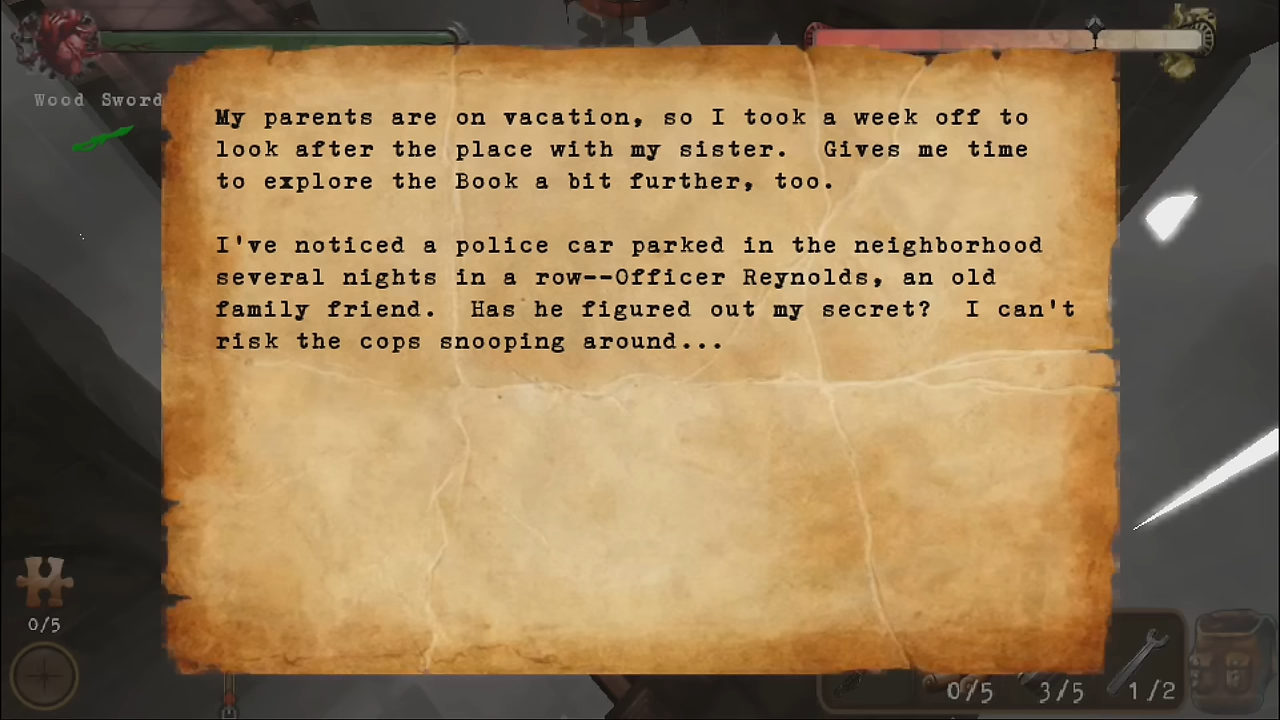 Wood Sword
My parents are on vacation, so I took a week off to
look after the place with my sister.  Gives me time
to explore the Book a bit further, too.
I've noticed a police car parked in the neighborhood
several nights in a row--Officer Reynolds, an old
family friend.  Has he figured out my secret?  I can't
risk the cops snooping around...
0/5
0/5 3/5 1/2